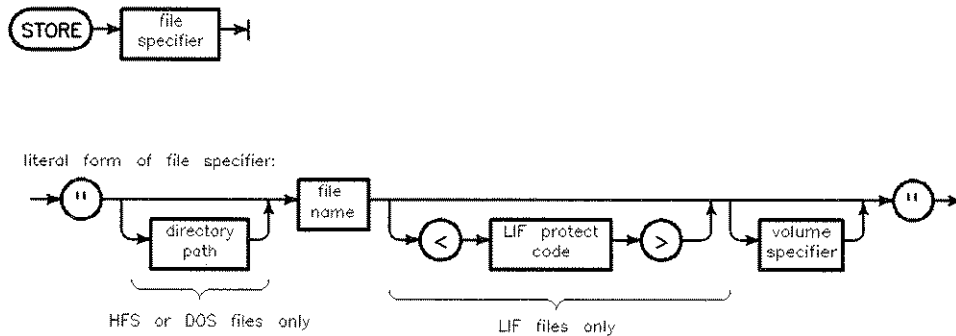 STORE
file
specifier
literal form of file specifier:
"
directory
path
file
name
<
LIF protect
code
>
volume
specifier
"
HFS or DOS files only
LIF files only